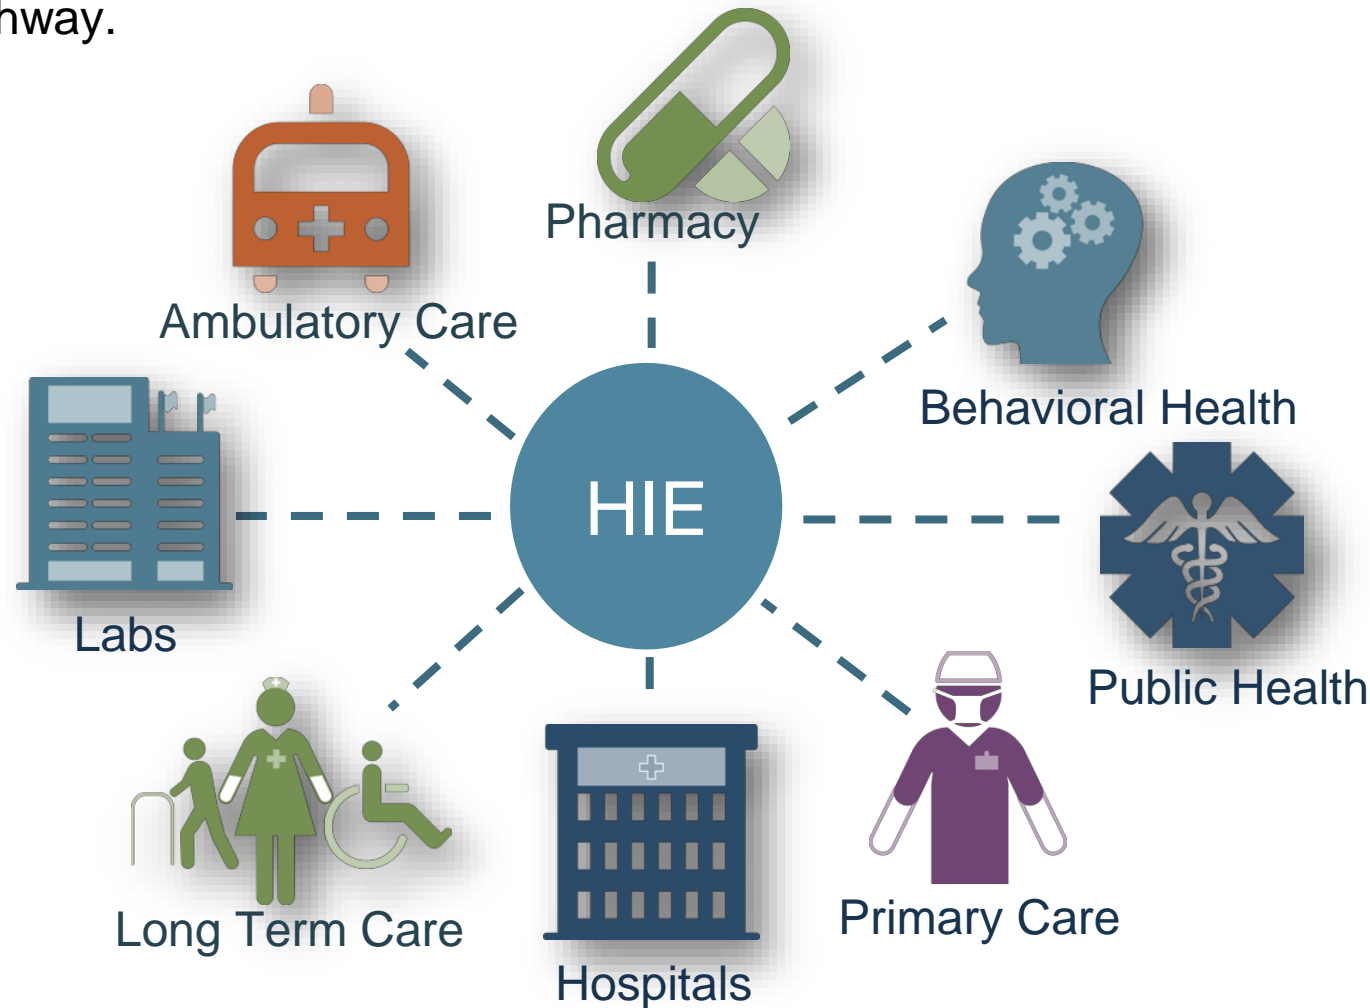 hway.
Pharmacy
Ambulatory Care
Behavioral Health
HIE
Labs
Public Health
Long Term Care
Primary Care
Hospitals